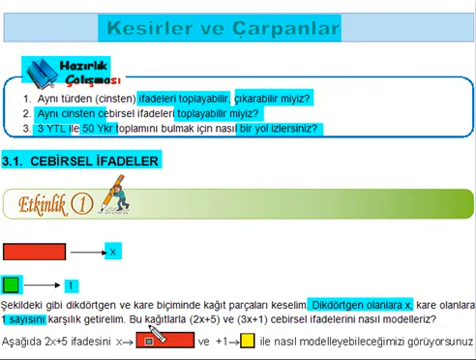 Kesirler ve Çarpanlar
Hazırlık
Çalışması
1. Aynı türden (cinsten) ifadeleri toplayabilir, çıkarabilir miyiz?
2. Aynı cinsten cebirsel ifadeleri toplayabilir miyiz?
3. 3 YTL ile 50 Ykr toplamını bulmak için nasıl bir yol izlersiniz?
3.1. CEBİRSEL İFADELER
Etkinlik 1
x
1
Şekildeki gibi dikdörtgen ve kare biçiminde kağıt parçaları keselim. Dikdörtgen olanlara x, kare olanlara
1 sayısını karşılık getirelim. Bu kağıtlarla (2x+5) ve (3x+1) cebirsel ifadelerini nasıl modelleriz?
Aşağıda 2x+5 ifadesini x→ ve +1→ ile nasıl modelleyebileceğimizi görüyorsunuz